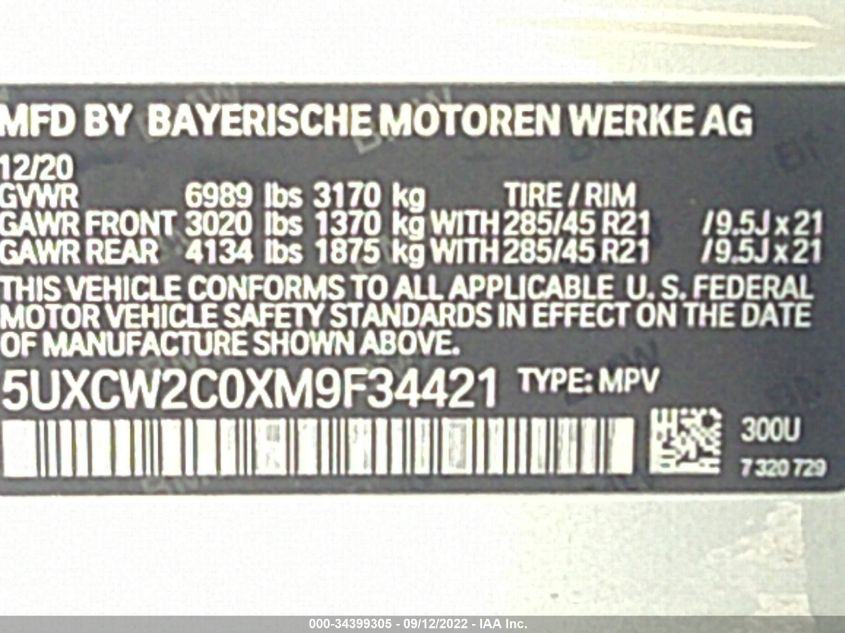 MFD BY BAYERISCHE MOTOREN WERKE AG
12/20
GVWR 6989 lbs 3170 kg TIRE / RIM
GAWR FRONT 3020 lbs 1370 kg WITH 285/45 R21 /9.5J x 21
GAWR REAR 4134 lbs 1875 kg WITH 285/45 R21 /9.5J x 21
THIS VEHICLE CONFORMS TO ALL APPLICABLE U. S. FEDERAL
MOTOR VEHICLE SAFETY STANDARDS IN EFFECT ON THE DATE
OF MANUFACTURE SHOWN ABOVE.
5UXCW2C0XM9F34421 TYPE: MPV
300U
7 320 729
000-34399305 - 09/12/2022 - IAA Inc.